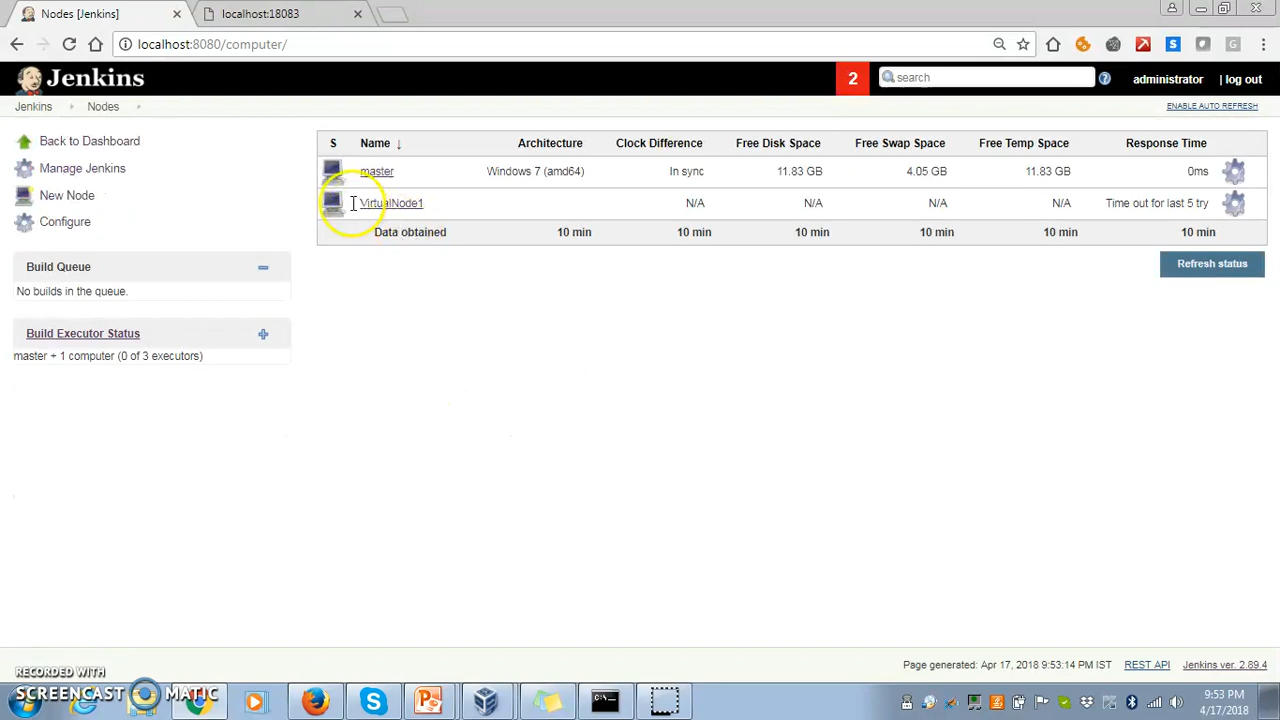 Nodes [Jenkins]
localhost:18083
localhost:8080/computer/
Jenkins
2
search
administrator
| log out
Jenkins
Nodes
ENABLE AUTO REFRESH
Back to Dashboard
Manage Jenkins
New Node
Configure
Build Queue
No builds in the queue.
Build Executor Status
master + 1 computer (0 of 3 executors)
S Name ↓ Architecture Clock Difference Free Disk Space Free Swap Space Free Temp Space Response Time
master Windows 7 (amd64) In sync 11.83 GB 4.05 GB 11.83 GB 0ms
VirtualNode1 N/A N/A N/A N/A Time out for last 5 try
Data obtained 10 min 10 min 10 min 10 min 10 min 10 min
Refresh status
Page generated: Apr 17, 2018 9:53:14 PM IST REST API Jenkins ver. 2.89.4
RECORDED WITH
SCREENCAST MATIC
9:53 PM
4/17/2018